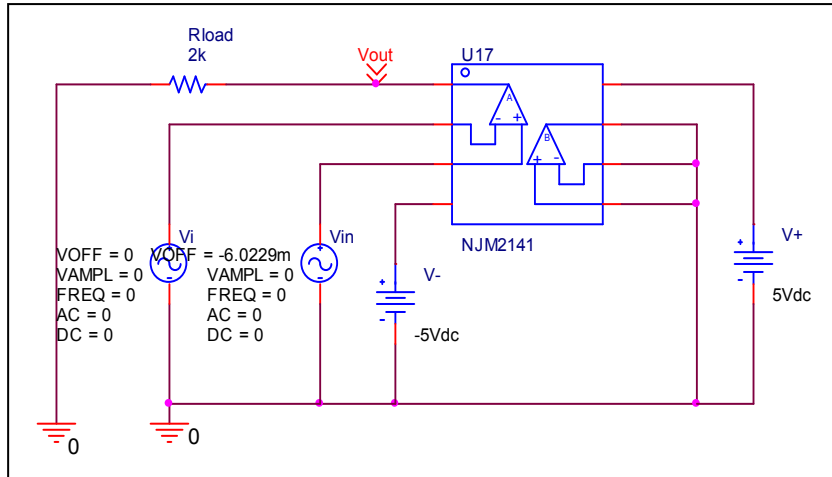 Rload
2k
Vout
U17
A
- +
B
+ -
NJM2141
Vi
VOFF = 0
VAMPL = 0
FREQ = 0
AC = 0
DC = 0
Vin
VOFF = -6.0229m
VAMPL = 0
FREQ = 0
AC = 0
DC = 0
V-
-5Vdc
V+
5Vdc
0
0